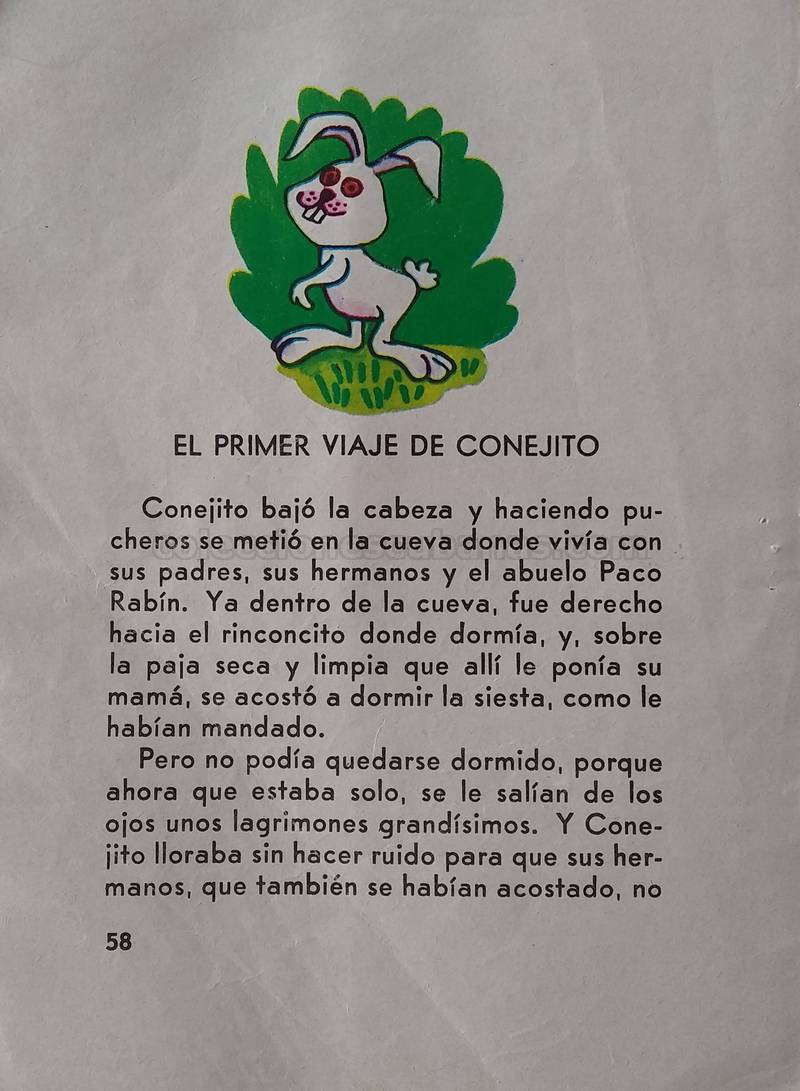 EL PRIMER VIAJE DE CONEJITO
Conejito bajó la cabeza y haciendo pu-
cheros se metió en la cueva donde vivía con
sus padres, sus hermanos y el abuelo Paco
Rabín. Ya dentro de la cueva, fue derecho
hacia el rinconcito donde dormía, y, sobre
la paja seca y limpia que allí le ponía su
mamá, se acostó a dormir la siesta, como le
habían mandado.
Pero no podía quedarse dormido, porque
ahora que estaba solo, se le salían de los
ojos unos lagrimones grandísimos. Y Cone-
jito lloraba sin hacer ruido para que sus her-
manos, que también se habían acostado, no
58